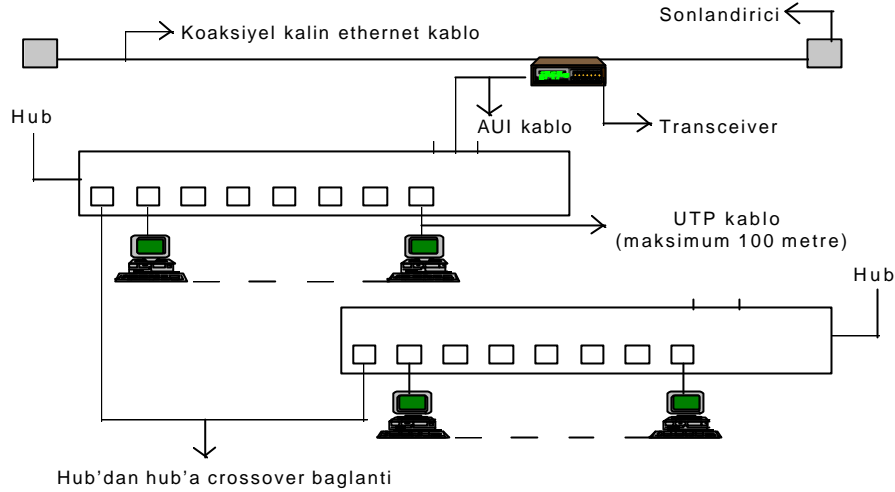 Sonlandirici
Koaksiyel kalin ethernet kablo
Hub
AUI kablo
Transceiver
UTP kablo
(maksimum 100 metre)
Hub
Hub'dan hub'a crossover baglanti